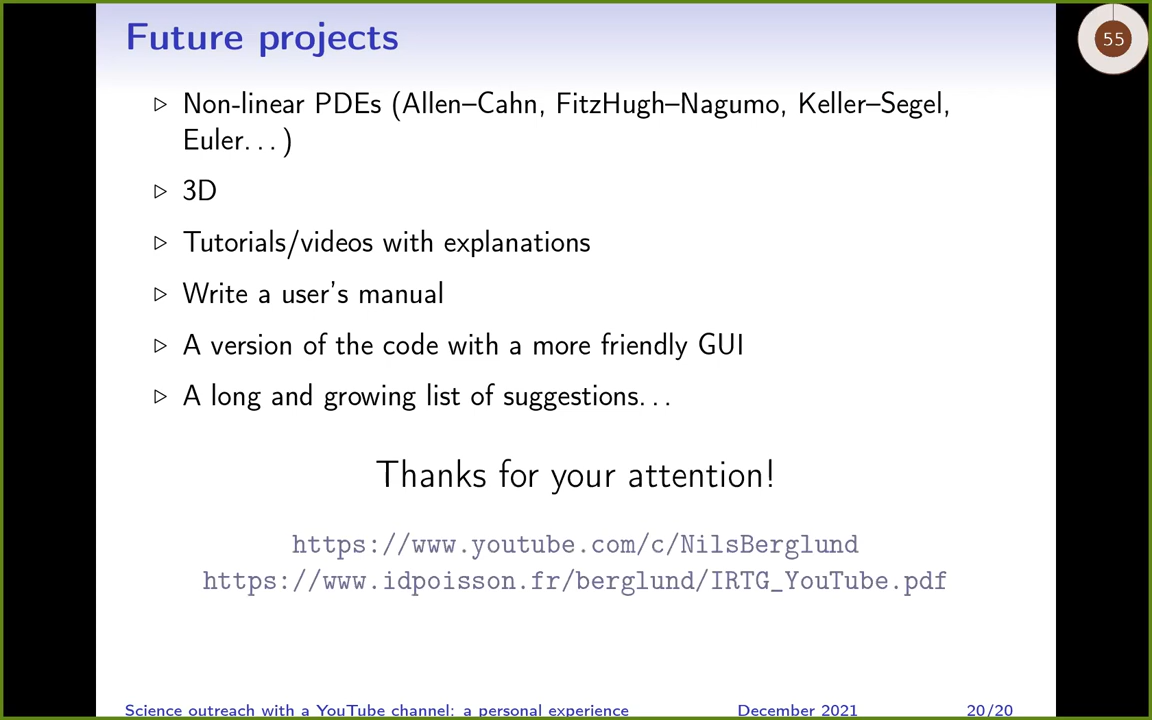 Future projects
55
▷ Non-linear PDEs (Allen–Cahn, FitzHugh–Nagumo, Keller–Segel,
Euler. . . )
▷ 3D
▷ Tutorials/videos with explanations
▷ Write a user's manual
▷ A version of the code with a more friendly GUI
▷ A long and growing list of suggestions. . .
Thanks for your attention!
https://www.youtube.com/c/NilsBerglund
https://www.idpoisson.fr/berglund/IRTG_YouTube.pdf
Science outreach with a YouTube channel: a personal experience December 2021 20/20